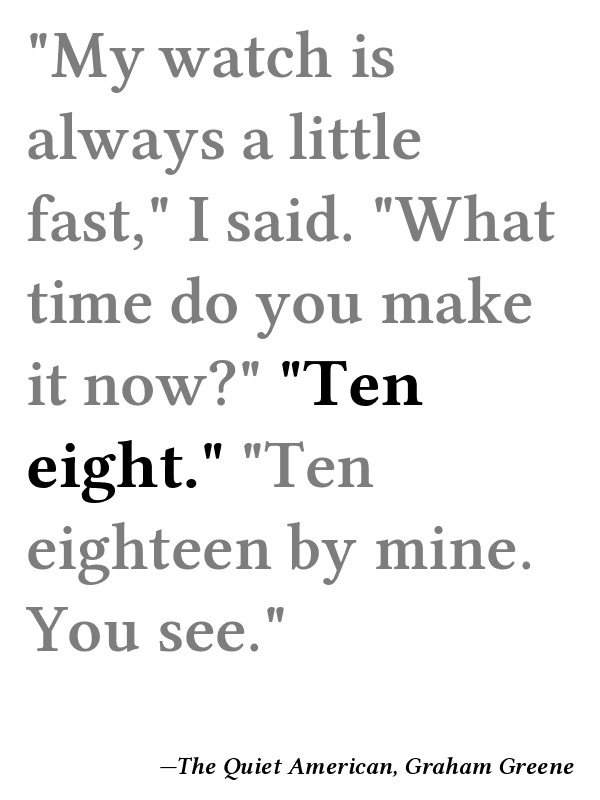 "My watch is
always a little
fast," I said. "What
time do you make
it now?" "Ten
eight." "Ten
eighteen by mine.
You see."
—The Quiet American, Graham Greene